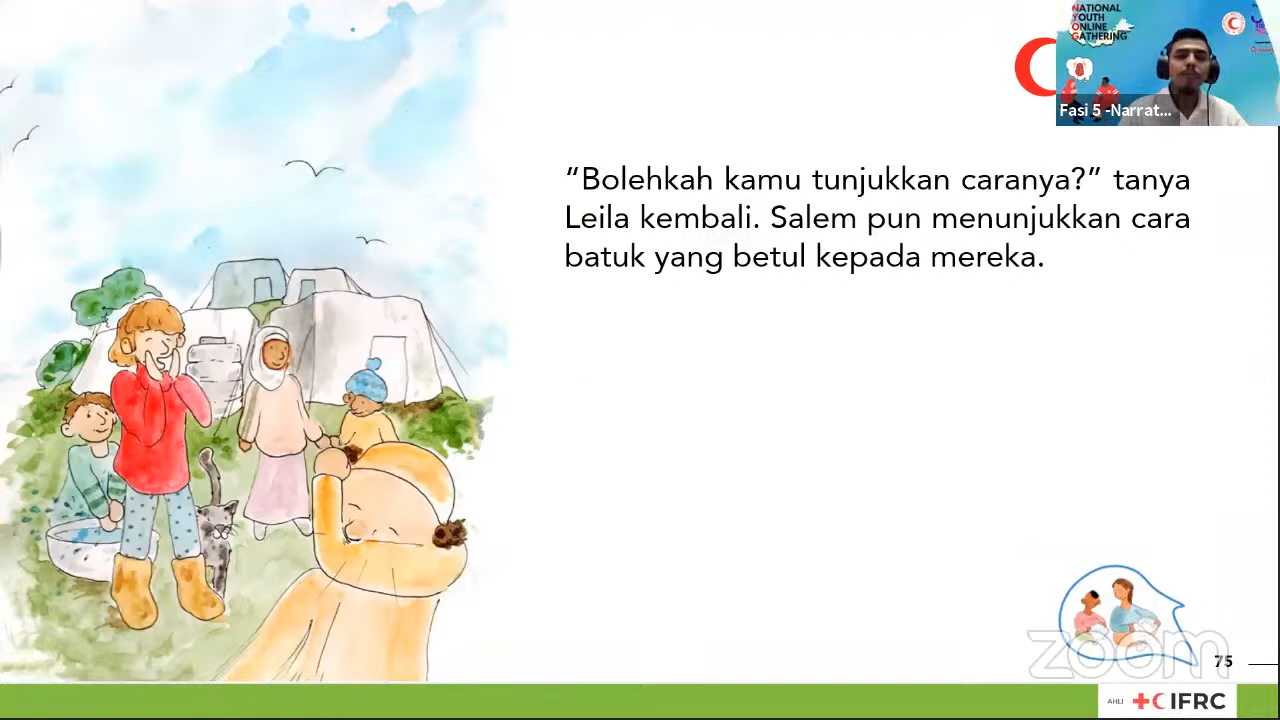 NATIONAL
YOUTH
ONLINE
GATHERING
Fasi 5 -Narrat...
“Bolehkah kamu tunjukkan caranya?” tanya
Leila kembali. Salem pun menunjukkan cara
batuk yang betul kepada mereka.
zoom
75
AHLI
IFRC